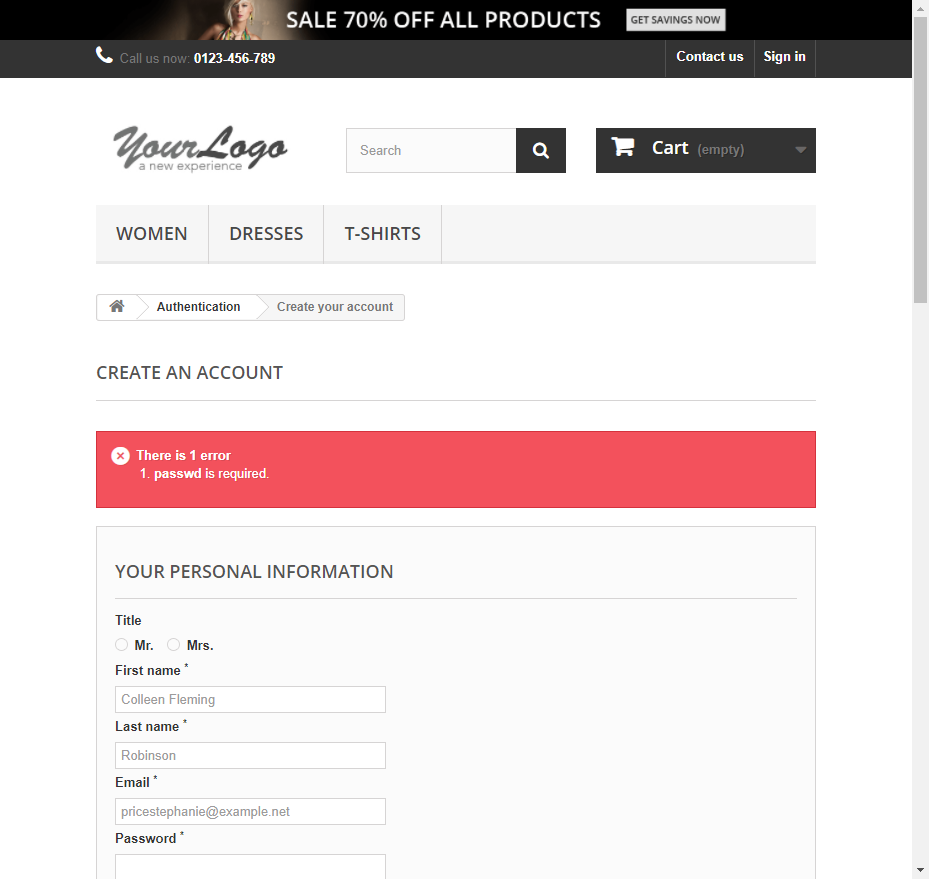 SALE 70% OFF ALL PRODUCTS GET SAVINGS NOW
Call us now: 0123-456-789 Contact us Sign in
YourLogo
a new experience
Search
Cart (empty)
WOMEN DRESSES T-SHIRTS
Authentication Create your account
CREATE AN ACCOUNT
There is 1 error
1. passwd is required.
YOUR PERSONAL INFORMATION
Title
Mr. Mrs.
First name *
Colleen Fleming
Last name *
Robinson
Email *
pricestephanie@example.net
Password *